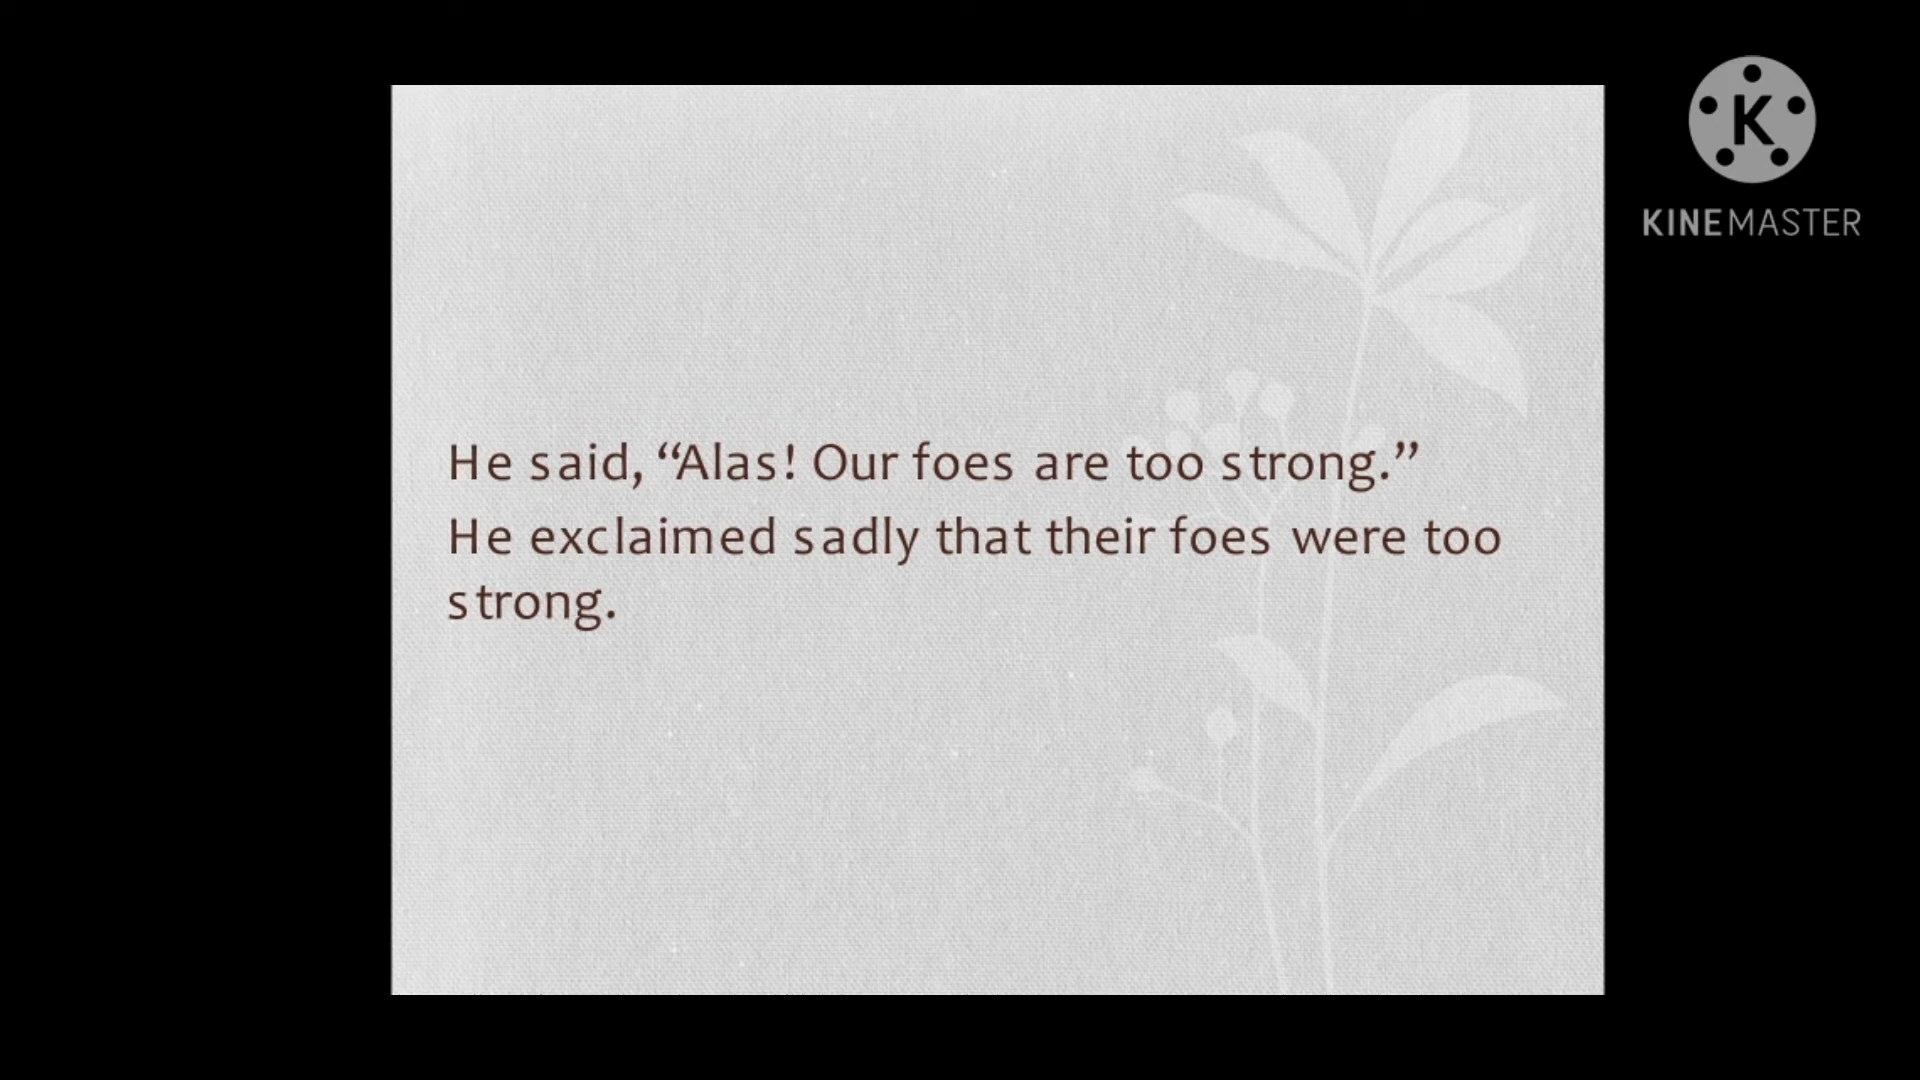 K
KINEMASTER
He said, “Alas! Our foes are too strong.”
He exclaimed sadly that their foes were too
strong.